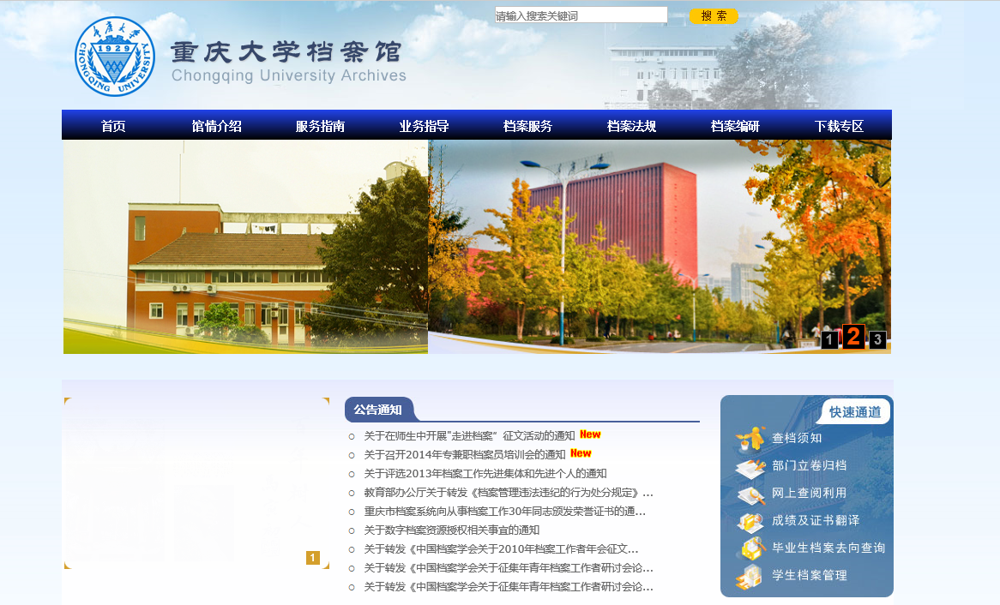 请输入搜索关键词
搜 索
重庆大学
1929
CHONGQING UNIVERSITY
重庆大学档案馆
Chongqing University Archives
首页 馆情介绍 服务指南 业务指导 档案服务 档案法规 档案编研 下载专区
1 2 3
公告通知
关于在师生中开展"走进档案"征文活动的通知 New
关于召开2014年专兼职档案员培训会的通知 New
关于评选2013年档案工作先进集体和先进个人的通知
教育部办公厅关于转发《档案管理违法违纪的行为处分规定》...
重庆市档案系统向从事档案工作30年同志颁发荣誉证书的通...
关于数字档案资源授权相关事宜的通知
关于转发《中国档案学会关于2010年档案工作者年会征文...
关于转发《中国档案学会关于征集年青年档案工作者研讨会论...
关于转发《中国档案学会关于征集年青年档案工作者研讨会论...
1
快速通道
查档须知
部门立卷归档
网上查阅利用
成绩及证书翻译
毕业生档案去向查询
学生档案管理